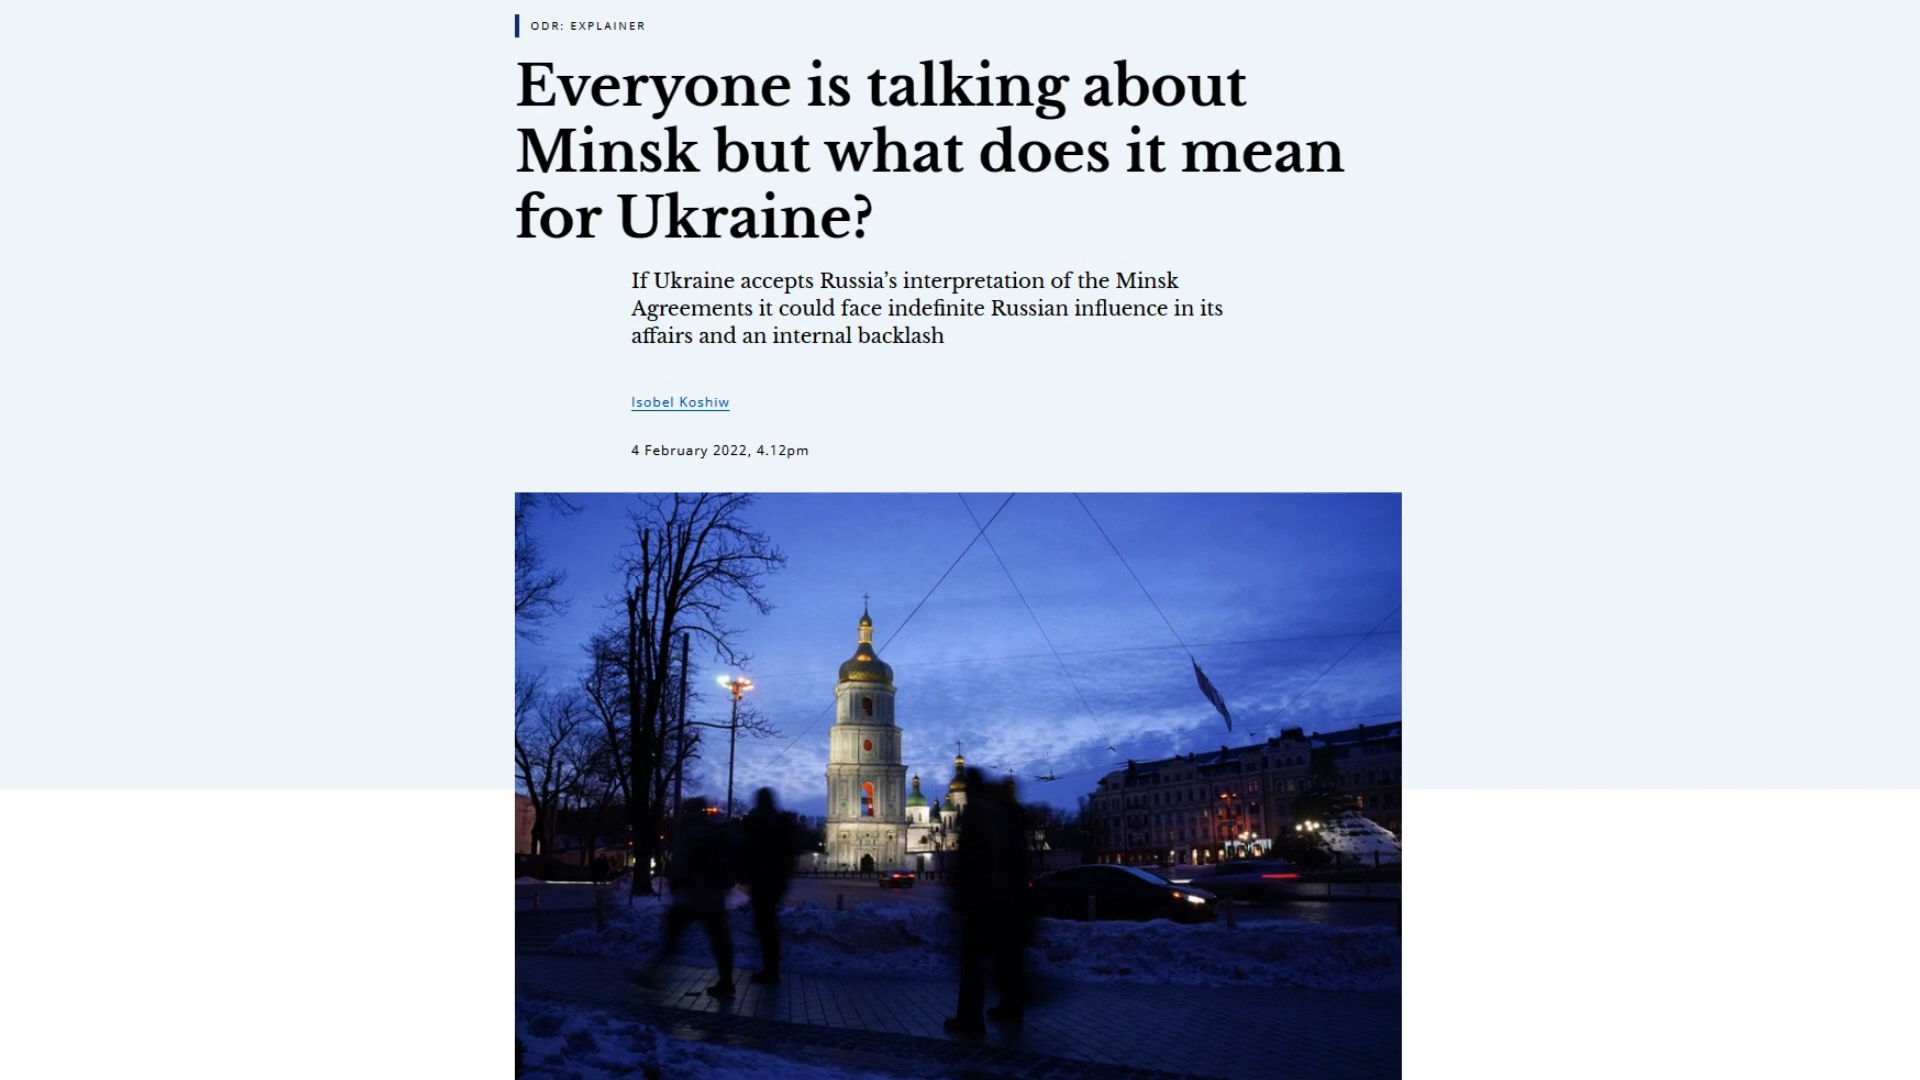 ODR: EXPLAINER
Everyone is talking about
Minsk but what does it mean
for Ukraine?
If Ukraine accepts Russia’s interpretation of the Minsk
Agreements it could face indefinite Russian influence in its
affairs and an internal backlash
Isobel Koshiw
4 February 2022, 4.12pm